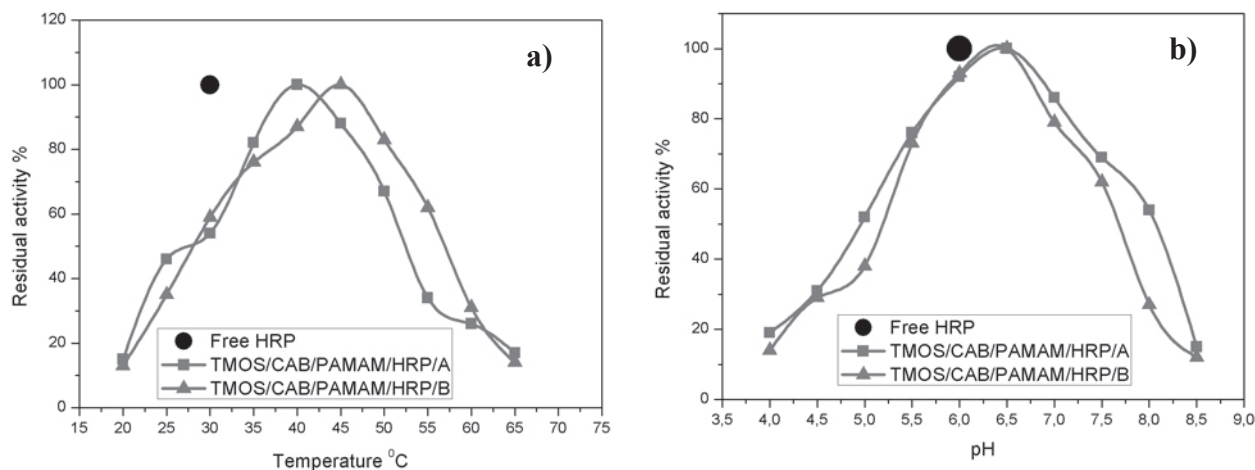 a)
Residual activity %
120
100
80
60
40
20
0
Free HRP
TMOS/CAB/PAMAM/HRP/A
TMOS/CAB/PAMAM/HRP/B
20 25 30 35 40 45 50 55 60 65 70 75
Temperature ⁰C
b)
Residual activity %
100
80
60
40
20
0
Free HRP
TMOS/CAB/PAMAM/HRP/A
TMOS/CAB/PAMAM/HRP/B
4,0 4,5 5,0 5,5 6,0 6,5 7,0 7,5 8,0 8,5 9,0
pH